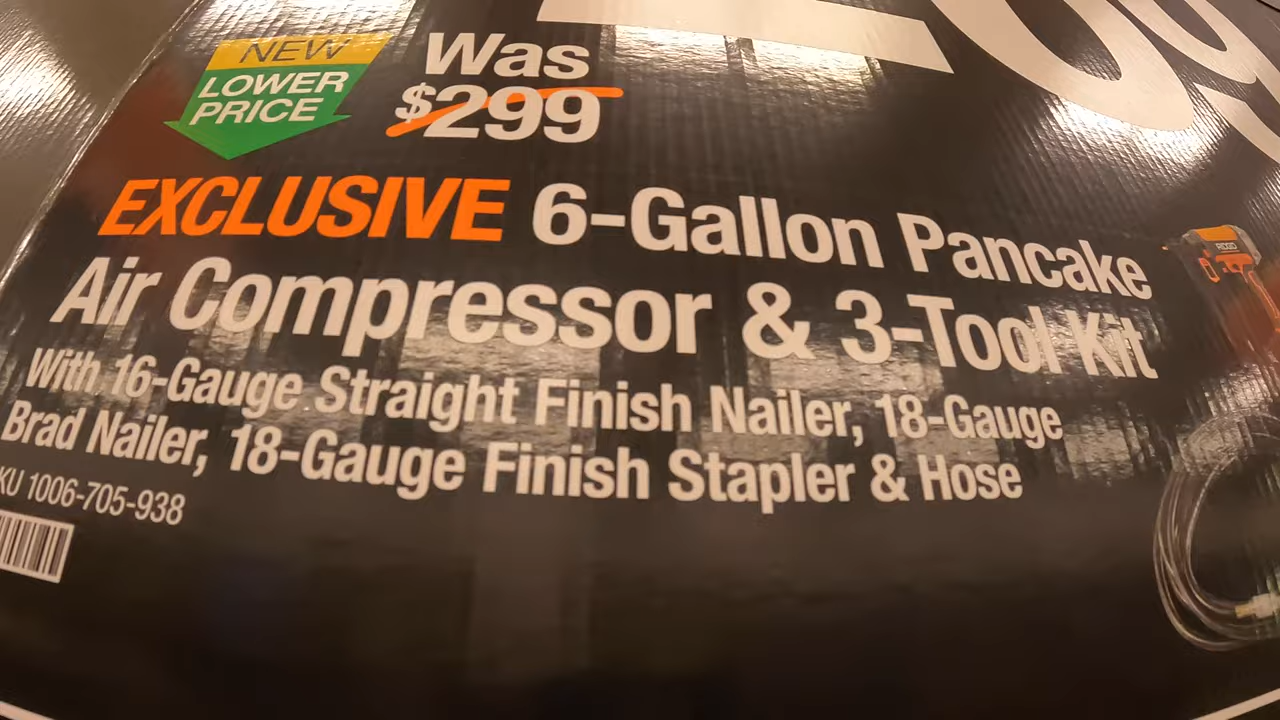 NEW
LOWER
PRICE
Was
$299
EXCLUSIVE 6-Gallon Pancake
Air Compressor & 3-Tool Kit
With 16-Gauge Straight Finish Nailer, 18-Gauge
Brad Nailer, 18-Gauge Finish Stapler & Hose
KU 1006-705-938
RIDGID